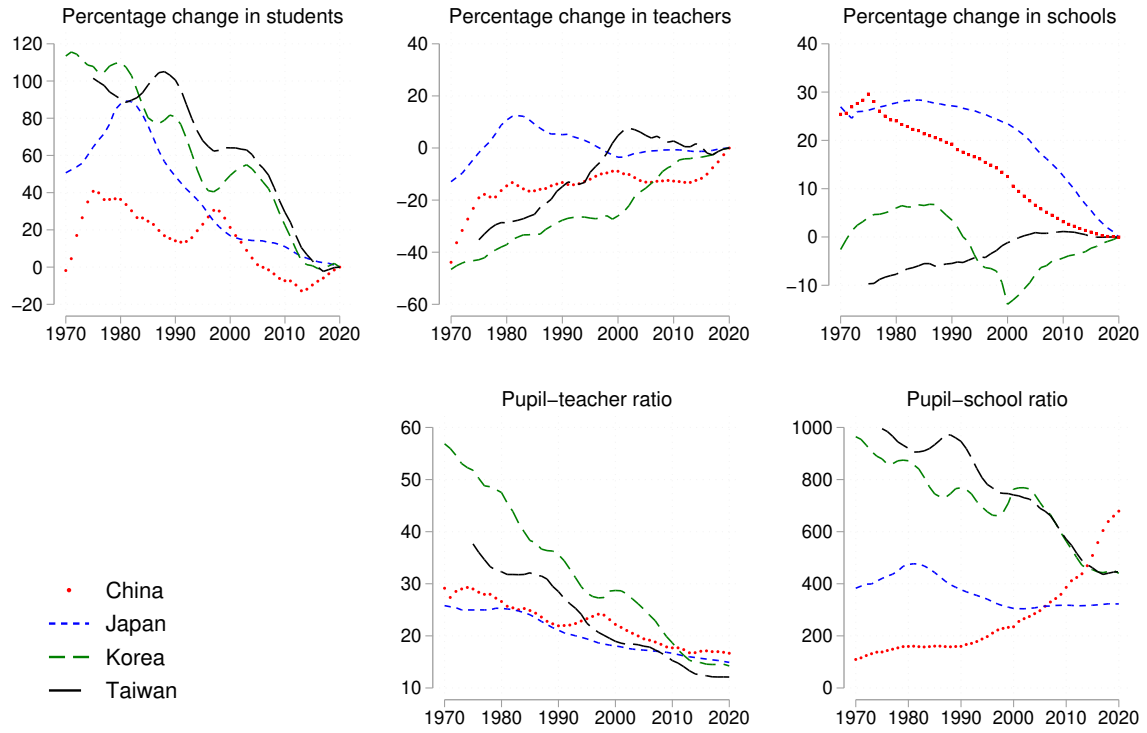 Percentage change in students
120
100
80
60
40
20
0
−20
1970 1980 1990 2000 2010 2020
Percentage change in teachers
40
20
0
−20
−40
−60
1970 1980 1990 2000 2010 2020
Percentage change in schools
40
30
20
10
0
−10
1970 1980 1990 2000 2010 2020
Pupil−teacher ratio
60
50
40
30
20
10
1970 1980 1990 2000 2010 2020
Pupil−school ratio
1000
800
600
400
200
0
1970 1980 1990 2000 2010 2020
China
Japan
Korea
Taiwan